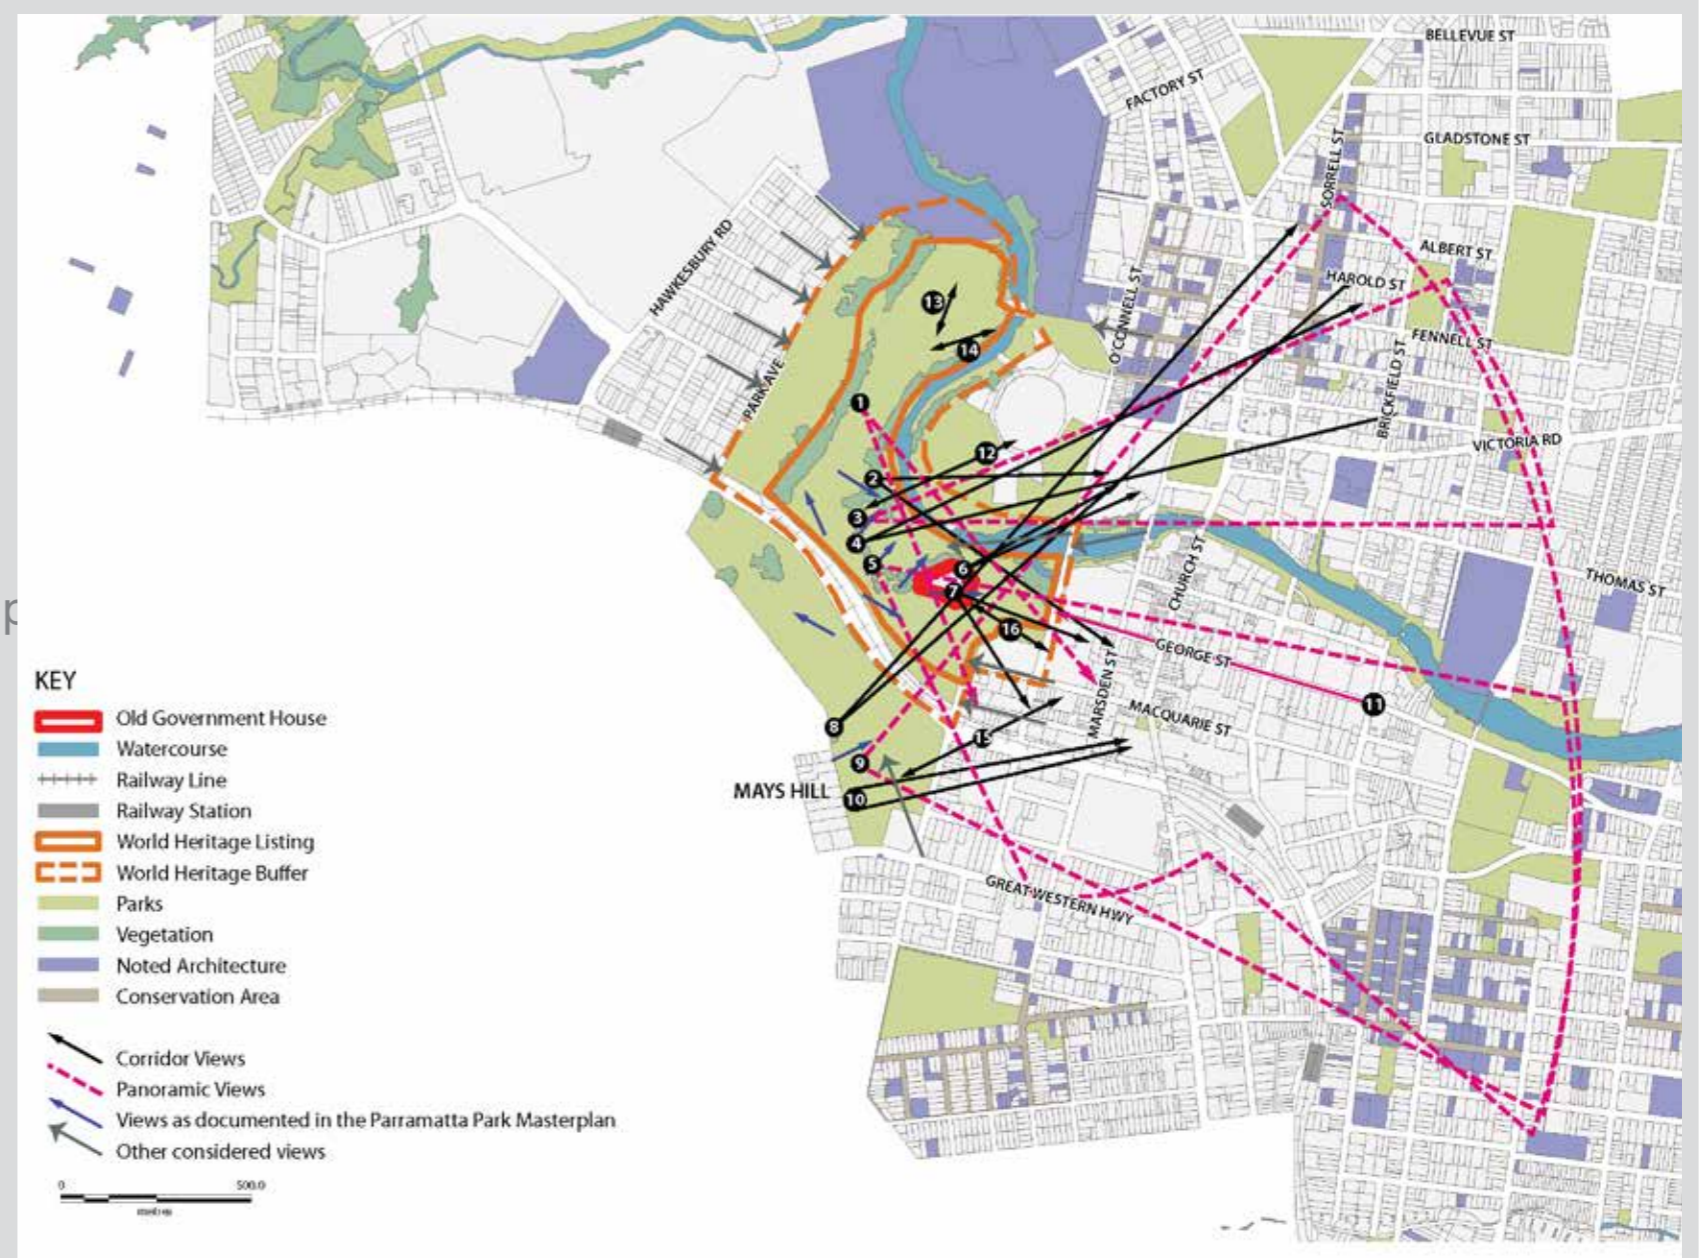 BELLEVUE ST
FACTORY ST
GLADSTONE ST
SORRELL ST
HAWKESBURY RD
ALBERT ST
HAROLD ST
O'CONNELL ST
13
FENNELL ST
14
BRICKFIELD ST
PARK AVE
1
VICTORIA RD
12
2
3
4
5
6
CHURCH ST
THOMAS ST
7
p
16
GEORGE ST
MARSDEN ST
KEY
11
MACQUARIE ST
Old Government House
8
15
Watercourse
9
Railway Line
MAYS HILL
10
Railway Station
World Heritage Listing
World Heritage Buffer
GREAT WESTERN HWY
Parks
Vegetation
Noted Architecture
Conservation Area
Corridor Views
Panoramic Views
Views as documented in the Parramatta Park Masterplan
Other considered views
0 500.0
metres